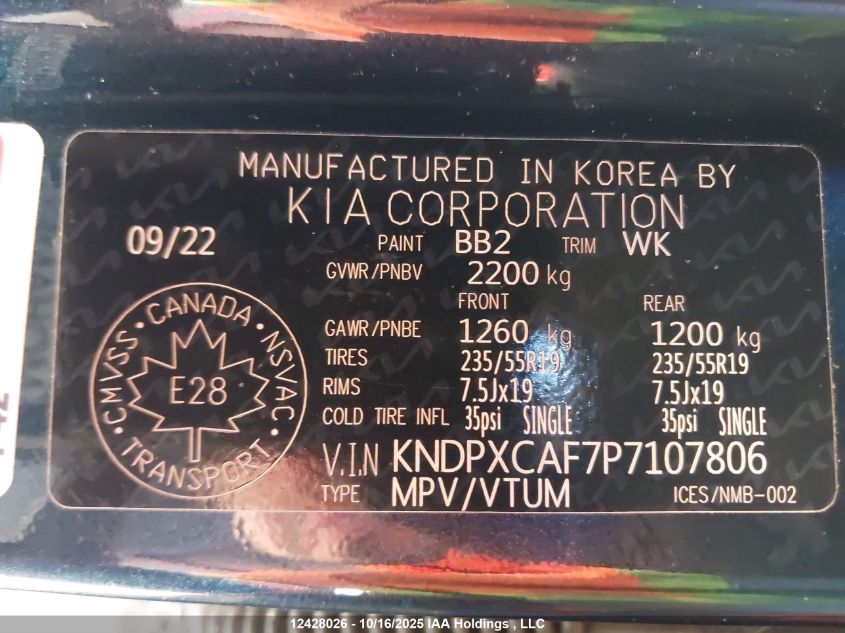 MANUFACTURED IN KOREA BY
KIA CORPORATION
09/22 PAINT BB2 TRIM WK
GVWR/PNBV 2200 kg
FRONT REAR
GAWR/PNBE 1260 kg 1200 kg
TIRES 235/55R19 235/55R19
RIMS 7.5Jx19 7.5Jx19
COLD TIRE INFL 35psi SINGLE 35psi SINGLE
V.I.N KNDPXCAF7P7107806
TYPE MPV/VTUM ICES/NMB-002
CMVSS · CANADA · NSVAC · TRANSPORT ·
E28
12428026 - 10/16/2025 IAA Holdings , LLC